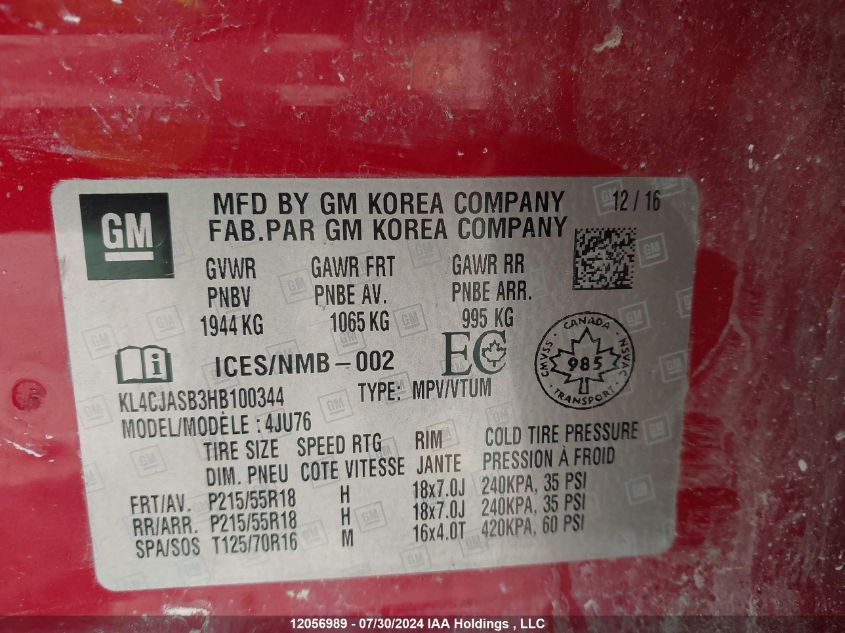 GM
MFD BY GM KOREA COMPANY 12 / 16
FAB.PAR GM KOREA COMPANY
GVWR GAWR FRT GAWR RR
PNBV PNBE AV. PNBE ARR.
1944 KG 1065 KG 995 KG
ICES/NMB-002 EC
CANADA
CMVSS 985 NSVAC
TRANSPORT
KL4CJASB3HB100344 TYPE: MPV/VTUM
MODEL/MODÈLE : 4JU76
TIRE SIZE SPEED RTG RIM COLD TIRE PRESSURE
DIM. PNEU COTE VITESSE JANTE PRESSION À FROID
FRT/AV. P215/55R18 H 18x7.0J 240KPA, 35 PSI
RR/ARR. P215/55R18 H 18x7.0J 240KPA, 35 PSI
SPA/SOS T125/70R16 M 16x4.0T 420KPA, 60 PSI
12056989 - 07/30/2024 IAA Holdings , LLC